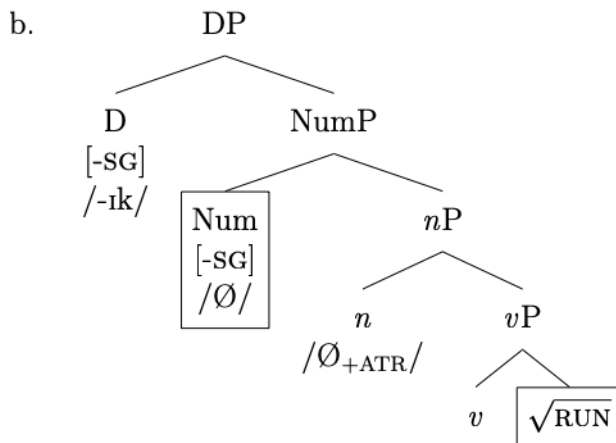 b. DP
D NumP
[-SG]
/-ɪk/
Num nP
[-SG]
/Ø/
n vP
/Ø+ATR/
v √RUN